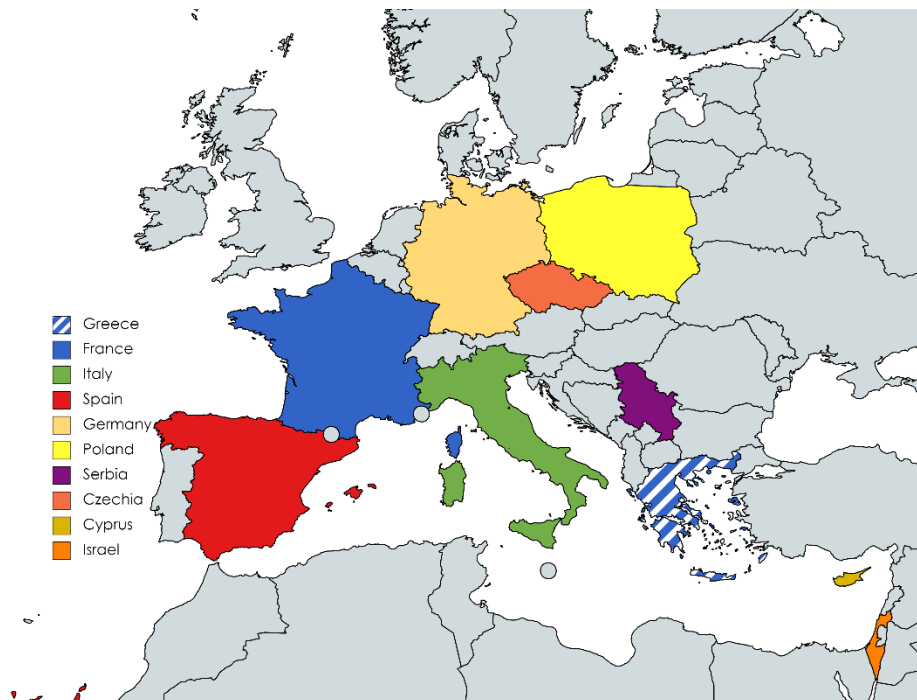 Greece
France
Italy
Spain
Germany
Poland
Serbia
Czechia
Cyprus
Israel